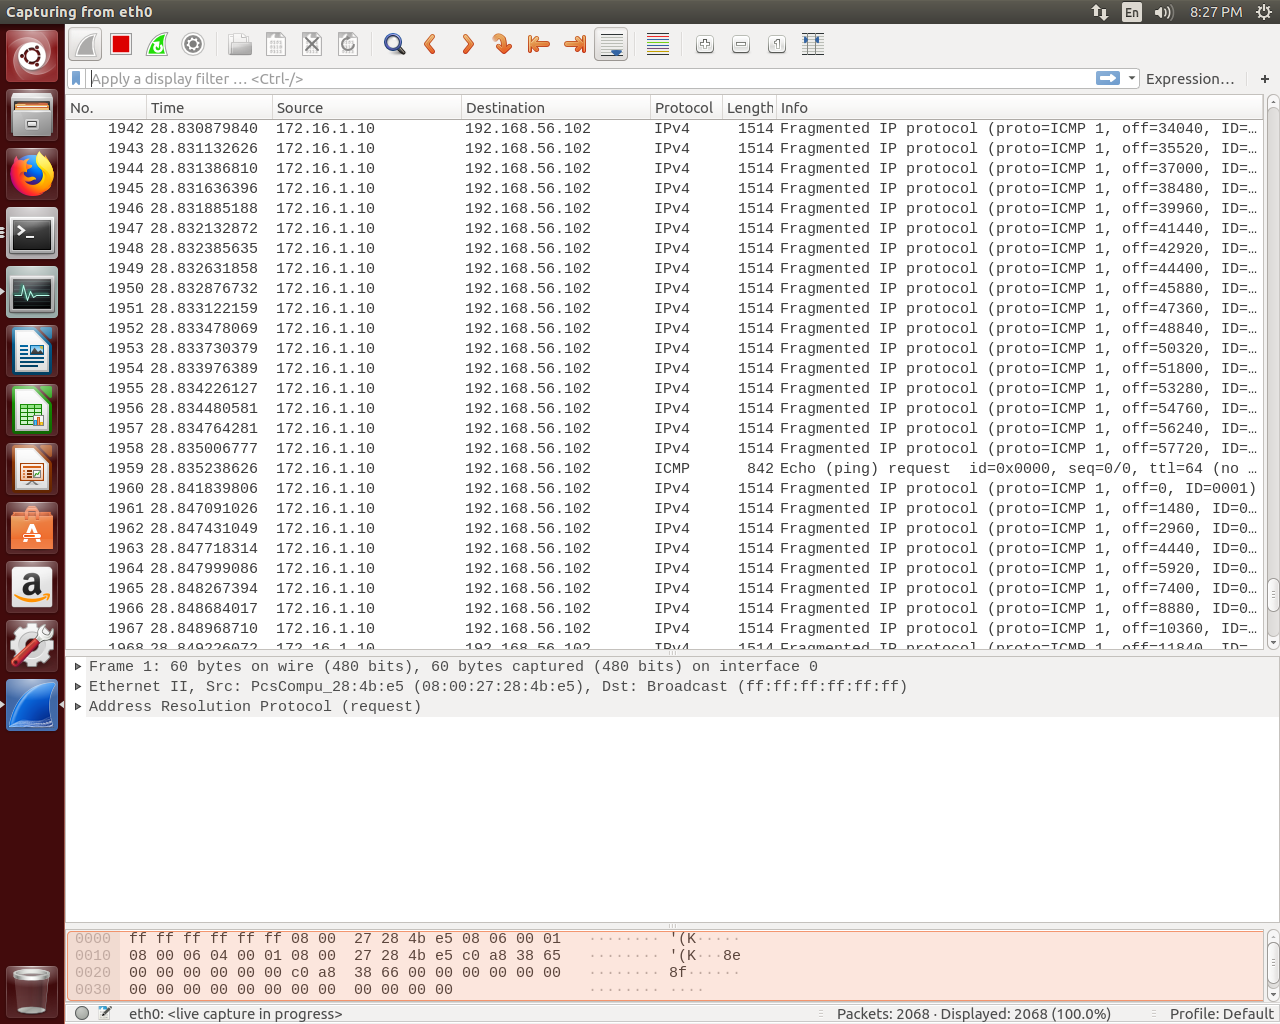 Capturing from eth0
En
8:27 PM
Apply a display filter … <Ctrl-/>
Expression…
+
No. Time Source Destination Protocol Length Info
1942 28.830879840 172.16.1.10 192.168.56.102 IPv4 1514 Fragmented IP protocol (proto=ICMP 1, off=34040, ID=…
1943 28.831132626 172.16.1.10 192.168.56.102 IPv4 1514 Fragmented IP protocol (proto=ICMP 1, off=35520, ID=…
1944 28.831386810 172.16.1.10 192.168.56.102 IPv4 1514 Fragmented IP protocol (proto=ICMP 1, off=37000, ID=…
1945 28.831636396 172.16.1.10 192.168.56.102 IPv4 1514 Fragmented IP protocol (proto=ICMP 1, off=38480, ID=…
1946 28.831885188 172.16.1.10 192.168.56.102 IPv4 1514 Fragmented IP protocol (proto=ICMP 1, off=39960, ID=…
1947 28.832132872 172.16.1.10 192.168.56.102 IPv4 1514 Fragmented IP protocol (proto=ICMP 1, off=41440, ID=…
1948 28.832385635 172.16.1.10 192.168.56.102 IPv4 1514 Fragmented IP protocol (proto=ICMP 1, off=42920, ID=…
1949 28.832631858 172.16.1.10 192.168.56.102 IPv4 1514 Fragmented IP protocol (proto=ICMP 1, off=44400, ID=…
1950 28.832876732 172.16.1.10 192.168.56.102 IPv4 1514 Fragmented IP protocol (proto=ICMP 1, off=45880, ID=…
1951 28.833122159 172.16.1.10 192.168.56.102 IPv4 1514 Fragmented IP protocol (proto=ICMP 1, off=47360, ID=…
1952 28.833478069 172.16.1.10 192.168.56.102 IPv4 1514 Fragmented IP protocol (proto=ICMP 1, off=48840, ID=…
1953 28.833730379 172.16.1.10 192.168.56.102 IPv4 1514 Fragmented IP protocol (proto=ICMP 1, off=50320, ID=…
1954 28.833976389 172.16.1.10 192.168.56.102 IPv4 1514 Fragmented IP protocol (proto=ICMP 1, off=51800, ID=…
1955 28.834226127 172.16.1.10 192.168.56.102 IPv4 1514 Fragmented IP protocol (proto=ICMP 1, off=53280, ID=…
1956 28.834480581 172.16.1.10 192.168.56.102 IPv4 1514 Fragmented IP protocol (proto=ICMP 1, off=54760, ID=…
1957 28.834764281 172.16.1.10 192.168.56.102 IPv4 1514 Fragmented IP protocol (proto=ICMP 1, off=56240, ID=…
1958 28.835006777 172.16.1.10 192.168.56.102 IPv4 1514 Fragmented IP protocol (proto=ICMP 1, off=57720, ID=…
1959 28.835238626 172.16.1.10 192.168.56.102 ICMP 842 Echo (ping) request id=0x0000, seq=0/0, ttl=64 (no …
1960 28.841839806 172.16.1.10 192.168.56.102 IPv4 1514 Fragmented IP protocol (proto=ICMP 1, off=0, ID=0001)
1961 28.847091026 172.16.1.10 192.168.56.102 IPv4 1514 Fragmented IP protocol (proto=ICMP 1, off=1480, ID=0…
1962 28.847431049 172.16.1.10 192.168.56.102 IPv4 1514 Fragmented IP protocol (proto=ICMP 1, off=2960, ID=0…
1963 28.847718314 172.16.1.10 192.168.56.102 IPv4 1514 Fragmented IP protocol (proto=ICMP 1, off=4440, ID=0…
1964 28.847999086 172.16.1.10 192.168.56.102 IPv4 1514 Fragmented IP protocol (proto=ICMP 1, off=5920, ID=0…
1965 28.848267394 172.16.1.10 192.168.56.102 IPv4 1514 Fragmented IP protocol (proto=ICMP 1, off=7400, ID=0…
1966 28.848684017 172.16.1.10 192.168.56.102 IPv4 1514 Fragmented IP protocol (proto=ICMP 1, off=8880, ID=0…
1967 28.848968710 172.16.1.10 192.168.56.102 IPv4 1514 Fragmented IP protocol (proto=ICMP 1, off=10360, ID=…
1968 28.849226072 172.16.1.10 192.168.56.102 IPv4 1514 Fragmented IP protocol (proto=ICMP 1, off=11840, ID=…
Frame 1: 60 bytes on wire (480 bits), 60 bytes captured (480 bits) on interface 0
Ethernet II, Src: PcsCompu_28:4b:e5 (08:00:27:28:4b:e5), Dst: Broadcast (ff:ff:ff:ff:ff:ff)
Address Resolution Protocol (request)
0000 ff ff ff ff ff ff 08 00 27 28 4b e5 08 06 00 01 ········ '(K·····
0010 08 00 06 04 00 01 08 00 27 28 4b e5 c0 a8 38 65 ········ '(K···8e
0020 00 00 00 00 00 00 c0 a8 38 66 00 00 00 00 00 00 ········ 8f······
0030 00 00 00 00 00 00 00 00 00 00 00 00 ········ ····
eth0: <live capture in progress>
Packets: 2068 · Displayed: 2068 (100.0%)
Profile: Default